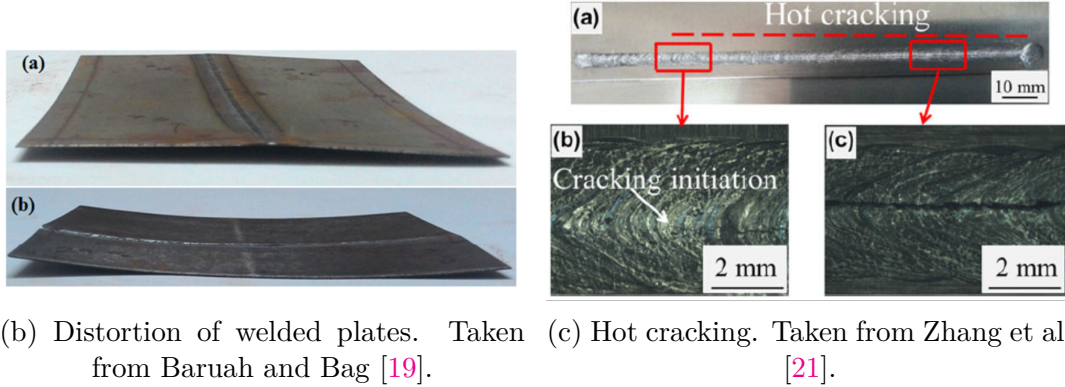 (a)
(b)
(a)
Hot cracking
10 mm
(b)
Cracking initiation
2 mm
(c)
2 mm
(b) Distortion of welded plates. Taken
from Baruah and Bag [19].
(c) Hot cracking. Taken from Zhang et al
[21].